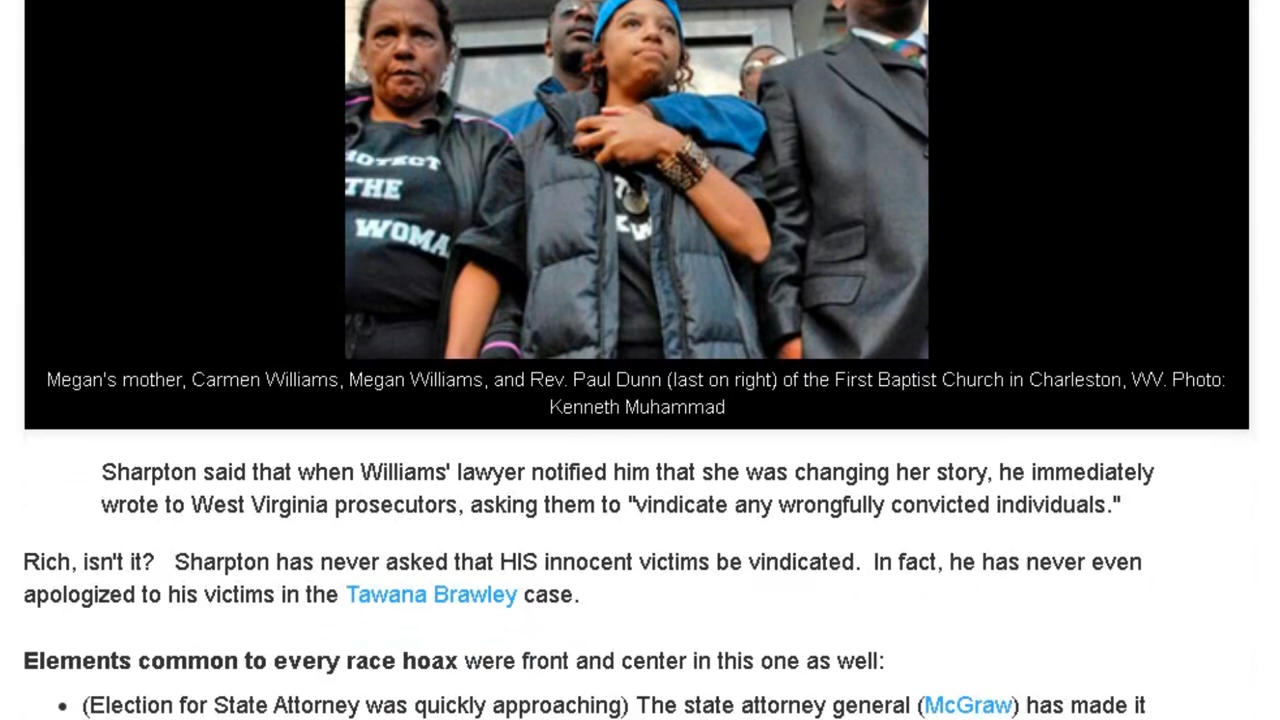 THE
WOMA
Megan's mother, Carmen Williams, Megan Williams, and Rev. Paul Dunn (last on right) of the First Baptist Church in Charleston, WV. Photo:
Kenneth Muhammad
Sharpton said that when Williams' lawyer notified him that she was changing her story, he immediately
wrote to West Virginia prosecutors, asking them to "vindicate any wrongfully convicted individuals."
Rich, isn't it? Sharpton has never asked that HIS innocent victims be vindicated. In fact, he has never even
apologized to his victims in the Tawana Brawley case.
Elements common to every race hoax were front and center in this one as well:
• (Election for State Attorney was quickly approaching) The state attorney general (McGraw) has made it